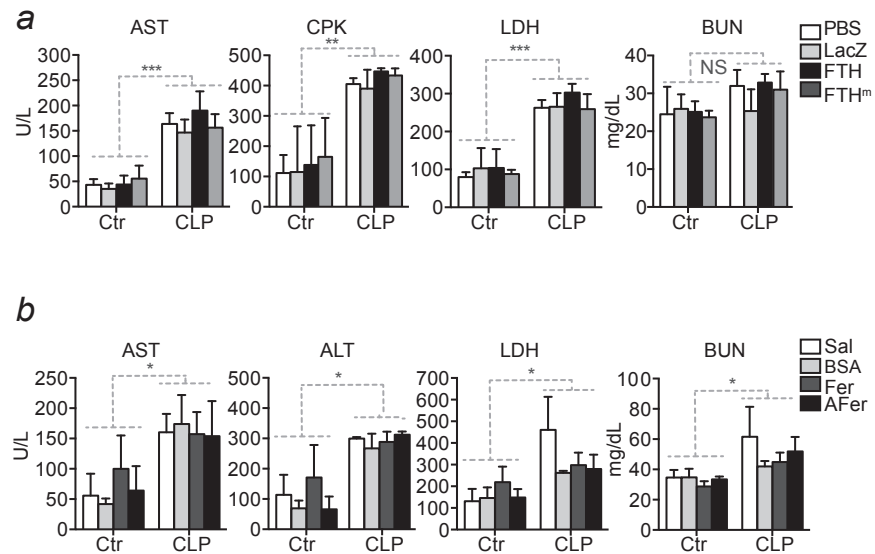 a
AST
CPK
LDH
BUN
PBS
LacZ
FTH
FTHᵐ
U/L
300
250
200
150
100
50
0
***
Ctr
CLP
500
400
300
200
100
0
**
Ctr
CLP
400
300
200
100
0
***
Ctr
CLP
mg/dL
40
30
20
10
0
NS
Ctr
CLP
b
AST
ALT
LDH
BUN
Sal
BSA
Fer
AFer
U/L
250
200
150
100
50
0
*
Ctr
CLP
500
400
300
200
100
0
*
Ctr
CLP
700
600
500
400
300
200
100
0
*
Ctr
CLP
mg/dL
100
80
60
40
20
0
*
Ctr
CLP